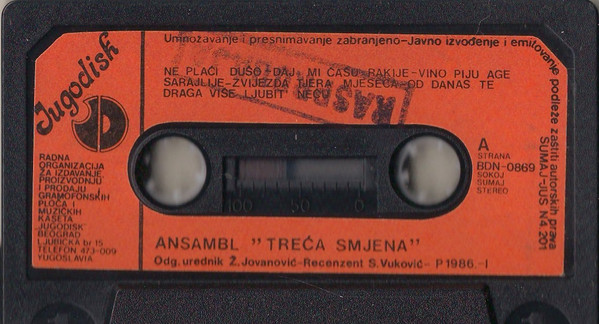 Jugodisk
Umnožavanje i presnimavanje zabranjeno-Javno izvođenje i emitovanje podleže zaštiti autorskih prava
SUMAJ-JUS N4 201
NE PLAČI DUŠO-DAJ MI ČAŠU RAKIJE-VINO PIJU AGE
SARAJLIJE-ZVIJEZDA TJERA MJESECA-OD DANAS TE
DRAGA VIŠE LJUBIT' NEĆU
A
STRANA
BDN-0869
SOKOJ
SUMAJ
STEREO
RADNA
ORGANIZACIJA
ZA IZDAVANJE,
PROIZVODNJU
I PRODAJU
GRAMOFONSKIH
PLOČA I
MUZIČKIH
KASETA
"JUGODISK"
BEOGRAD
LJUBIČKA br 15
TELEFON 473-009
YUGOSLAVIA
100 50 0
ANSAMBL "TREĆA SMJENA"
Odg. urednik Ž. Jovanović-Recenzent S. Vuković- P 1986 -I